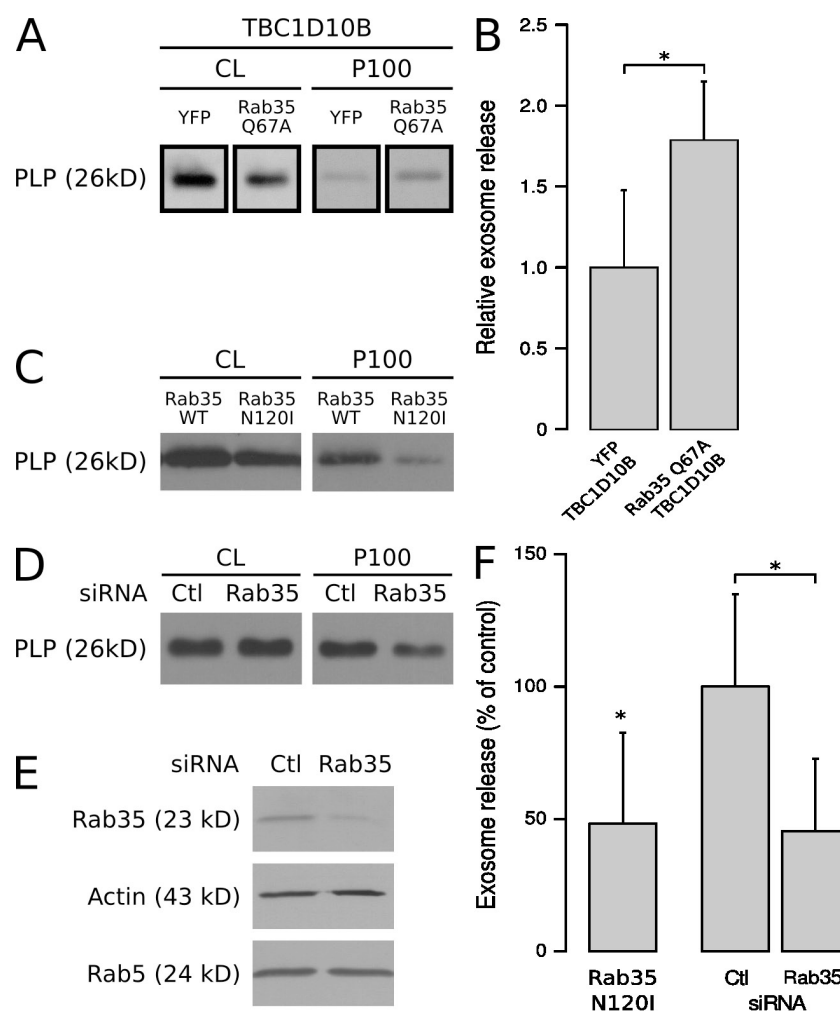 A
TBC1D10B
CL P100
YFP Rab35 Q67A YFP Rab35 Q67A
PLP (26kD)
B
2.5
2.0
1.5
1.0
0.5
0
Relative exosome release
*
YFP
TBC1D10B
Rab35 Q67A
TBC1D10B
C
CL P100
Rab35 WT Rab35 N120I Rab35 WT Rab35 N120I
PLP (26kD)
D
CL P100
siRNA Ctl Rab35 Ctl Rab35
PLP (26kD)
E
siRNA Ctl Rab35
Rab35 (23 kD)
Actin (43 kD)
Rab5 (24 kD)
F
150
100
50
0
Exosome release (% of control)
*
*
Rab35
N120I
Ctl Rab35
siRNA